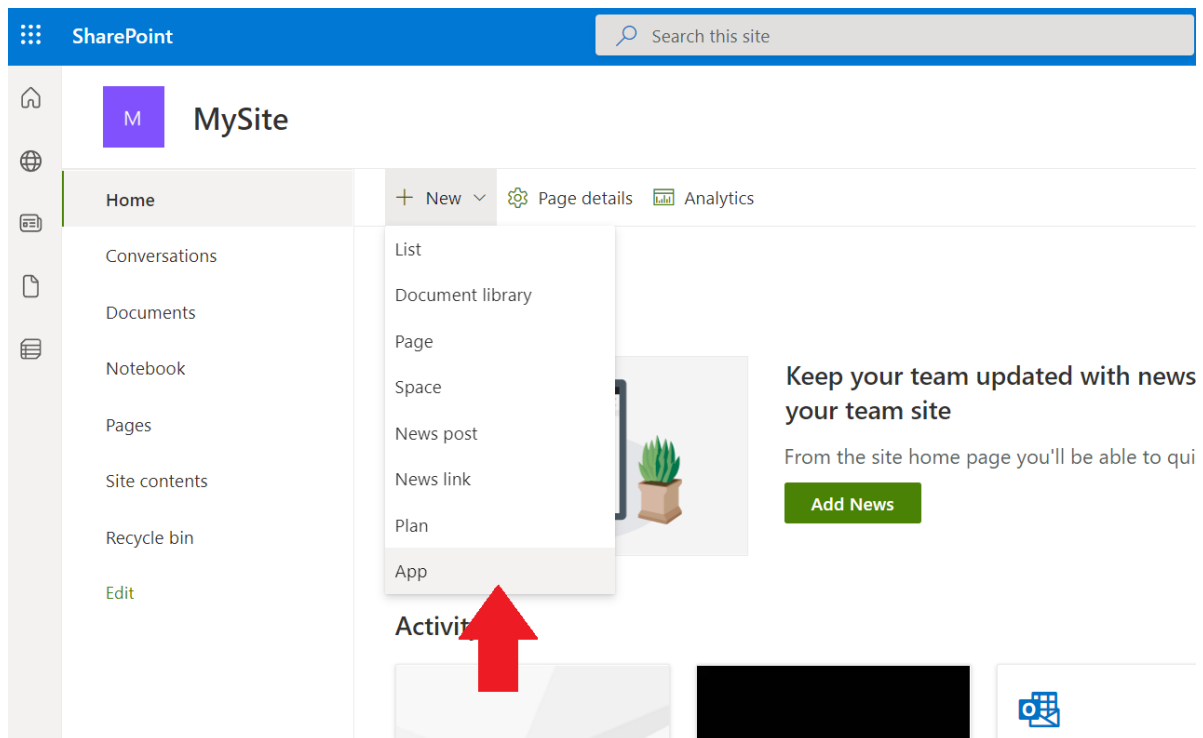 SharePoint
Search this site
M
MySite
Home
Conversations
Documents
Notebook
Pages
Site contents
Recycle bin
Edit
New
Page details
Analytics
List
Document library
Page
Space
News post
News link
Plan
App
Keep your team updated with news
your team site
From the site home page you'll be able to qui
Add News
Activit